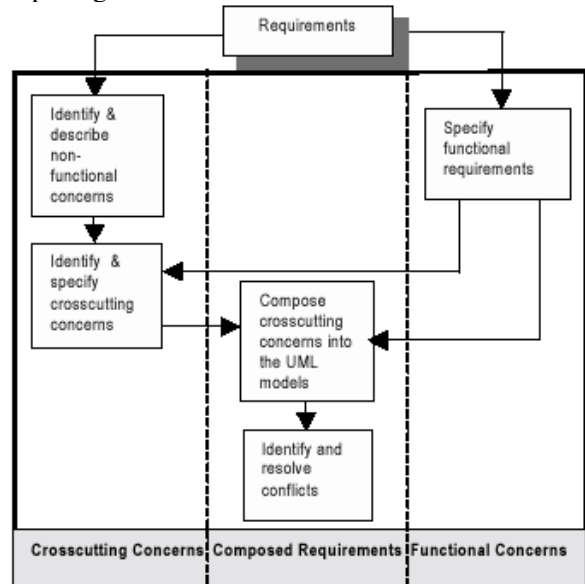 Requirements
Identify &
describe
non-
functional
concerns
Specify
functional
requirements
Identify &
specify
crosscutting
concerns
Compose
crosscutting
concerns into
the UML
models
Identify and
resolve
conflicts
Crosscutting Concerns
Composed Requirements
Functional Concerns